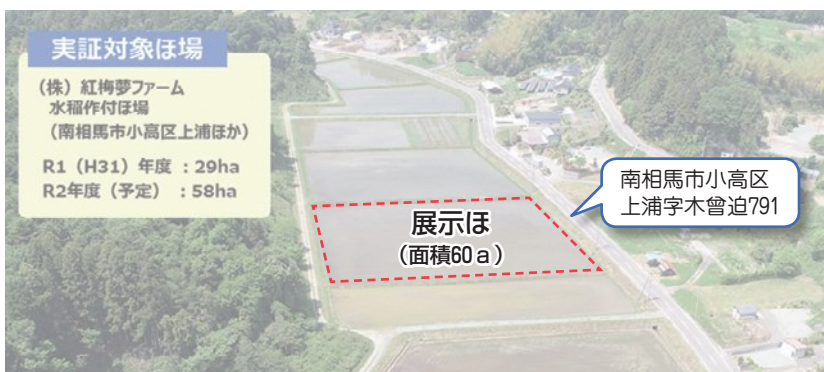 実証対象ほ場
(株)紅梅夢ファーム
水稲作付ほ場
(南相馬市小高区上浦ほか)
R1(H31)年度:29ha
R2年度(予定):58ha
南相馬市小高区
上浦字木曾迫791
展示ほ
(面積60a)